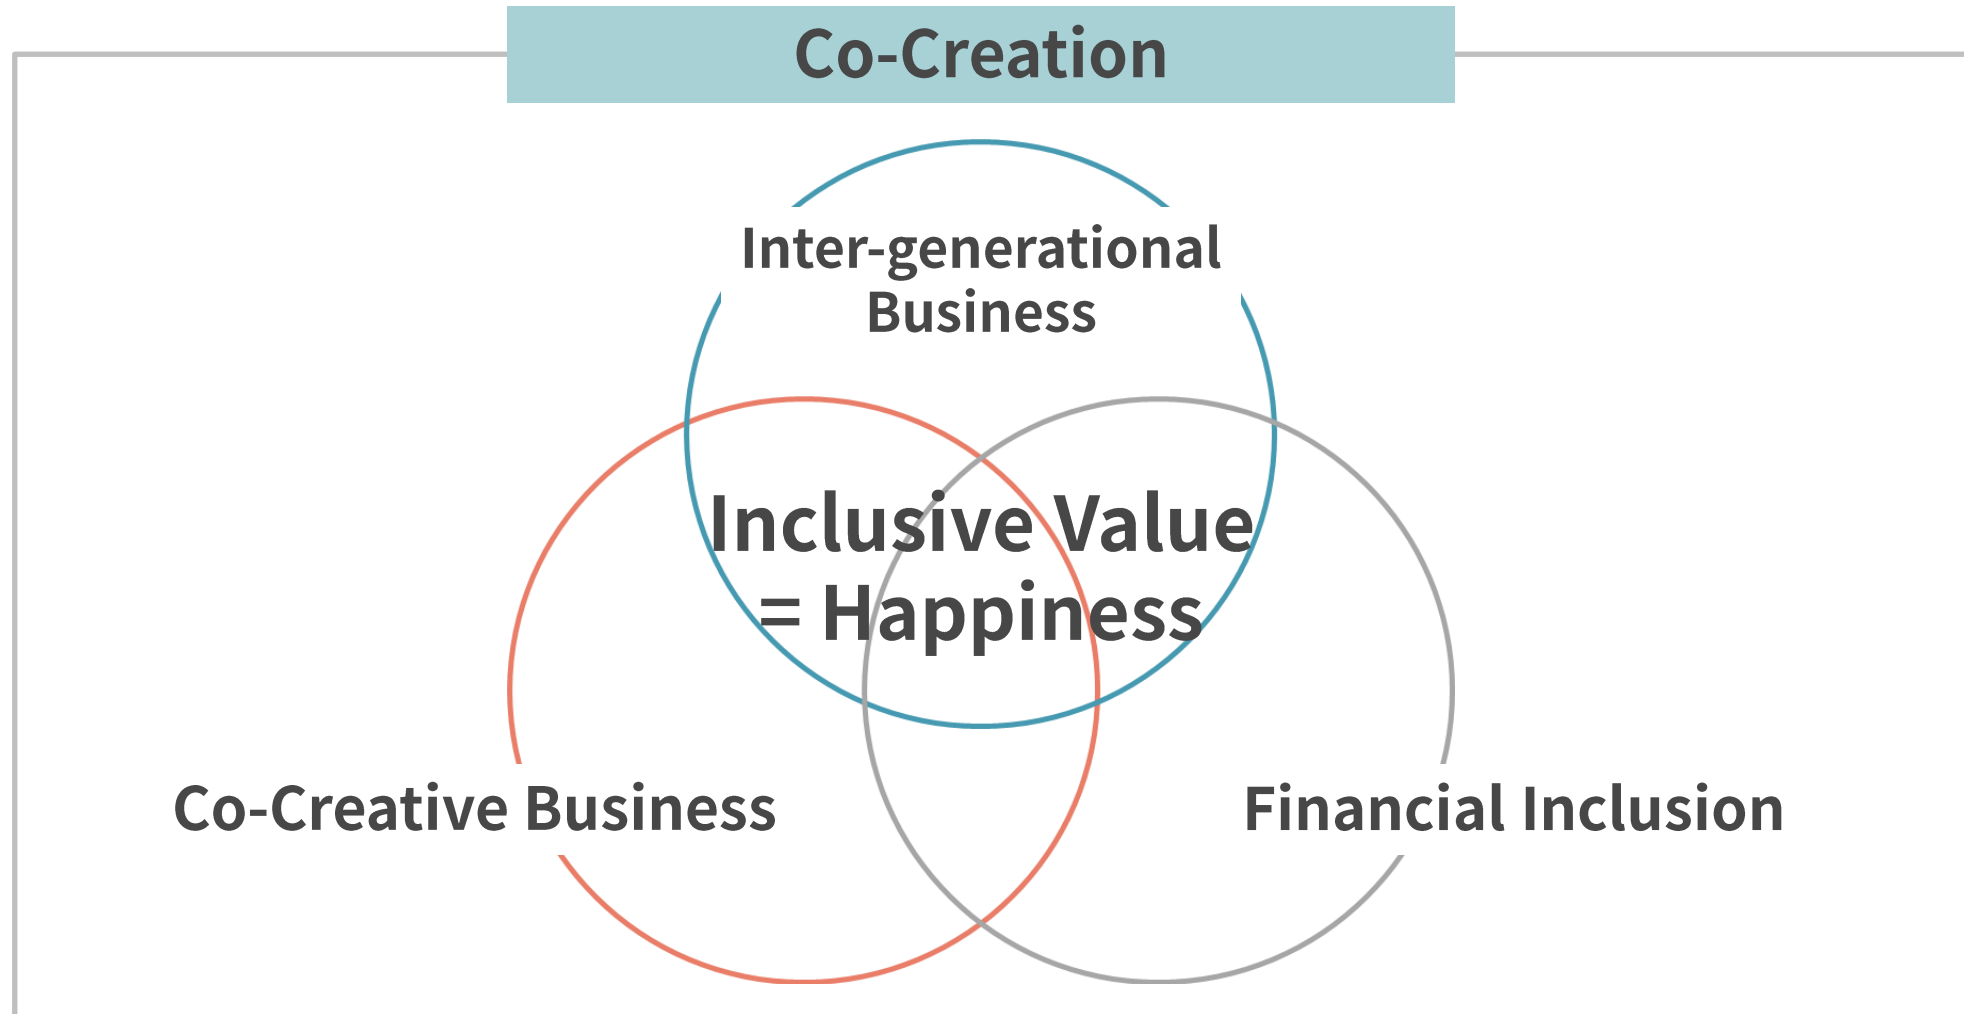 Co-Creation
Inter-generational
Business
Inclusive Value
= Happiness
Co-Creative Business
Financial Inclusion